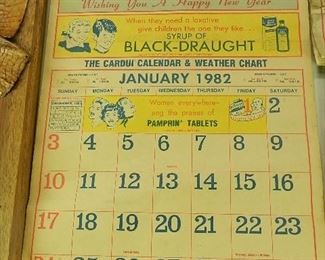 Wishing You A Happy New Year
When they need a laxative
give children the one they like...
SYRUP OF
BLACK-DRAUGHT
THE CARDUI CALENDAR & WEATHER CHART
JANUARY 1982
SUNDAY MONDAY TUESDAY WEDNESDAY THURSDAY FRIDAY SATURDAY
Women everywhere—
sing the praises of
PAMPRIN TABLETS
1 2
3 4 5 6 7 8 9
10 11 12 13 14 15 16
17 18 19 20 21 22 23